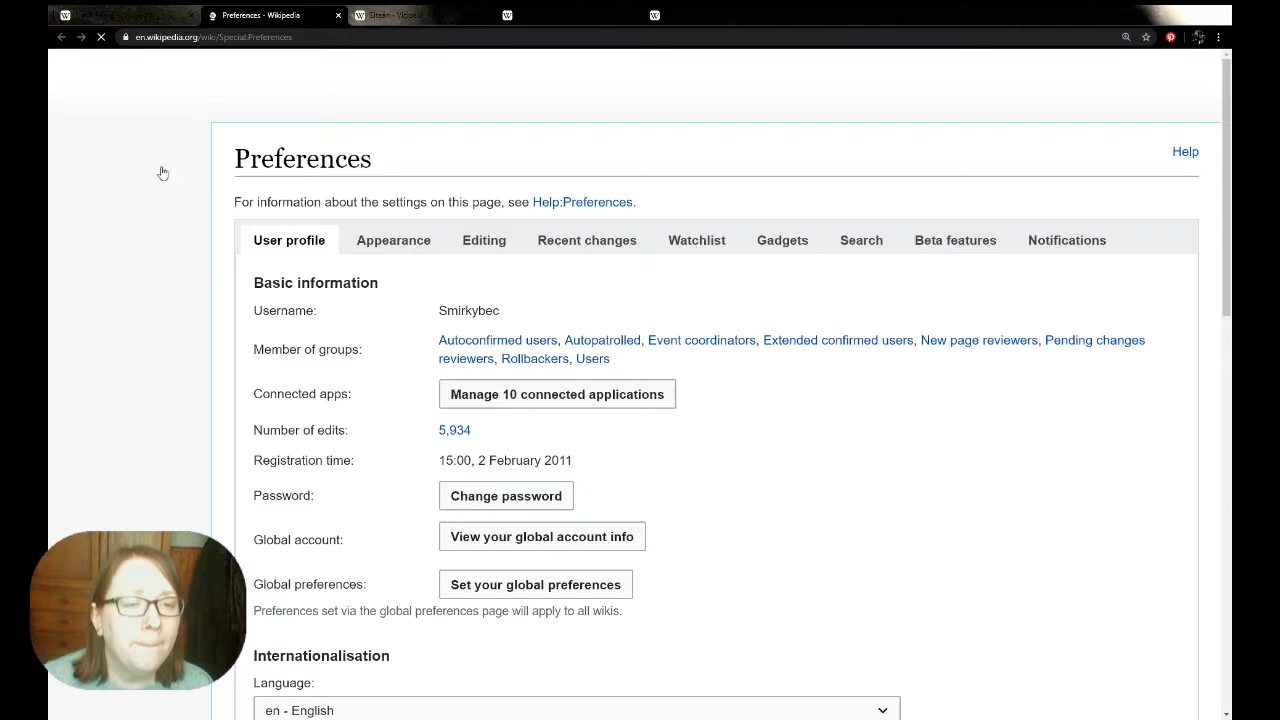 Preferences - Wikipedia
en.wikipedia.org/wiki/Special:Preferences
Preferences
Help
For information about the settings on this page, see Help:Preferences.
User profile Appearance Editing Recent changes Watchlist Gadgets Search Beta features Notifications
Basic information
Username: Smirkybec
Member of groups: Autoconfirmed users, Autopatrolled, Event coordinators, Extended confirmed users, New page reviewers, Pending changes
reviewers, Rollbackers, Users
Connected apps: Manage 10 connected applications
Number of edits: 5,934
Registration time: 15:00, 2 February 2011
Password: Change password
Global account: View your global account info
Global preferences: Set your global preferences
Preferences set via the global preferences page will apply to all wikis.
Internationalisation
Language:
en - English